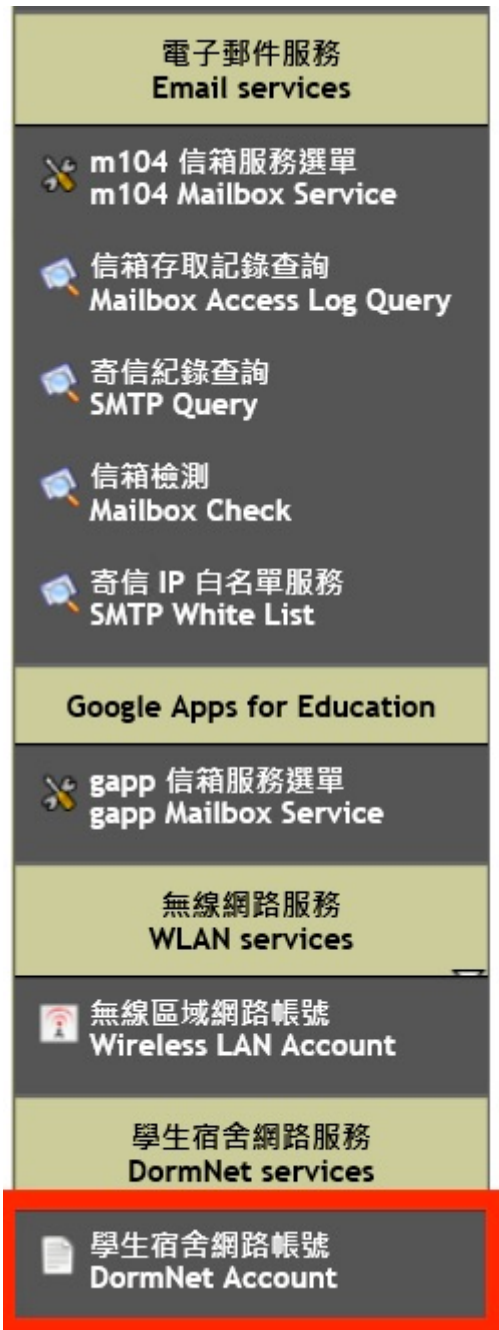 電子郵件服務
Email services
m104 信箱服務選單
m104 Mailbox Service
信箱存取記錄查詢
Mailbox Access Log Query
寄信紀錄查詢
SMTP Query
信箱檢測
Mailbox Check
寄信 IP 白名單服務
SMTP White List
Google Apps for Education
gapp 信箱服務選單
gapp Mailbox Service
無線網路服務
WLAN services
無線區域網路帳號
Wireless LAN Account
學生宿舍網路服務
DormNet services
學生宿舍網路帳號
DormNet Account